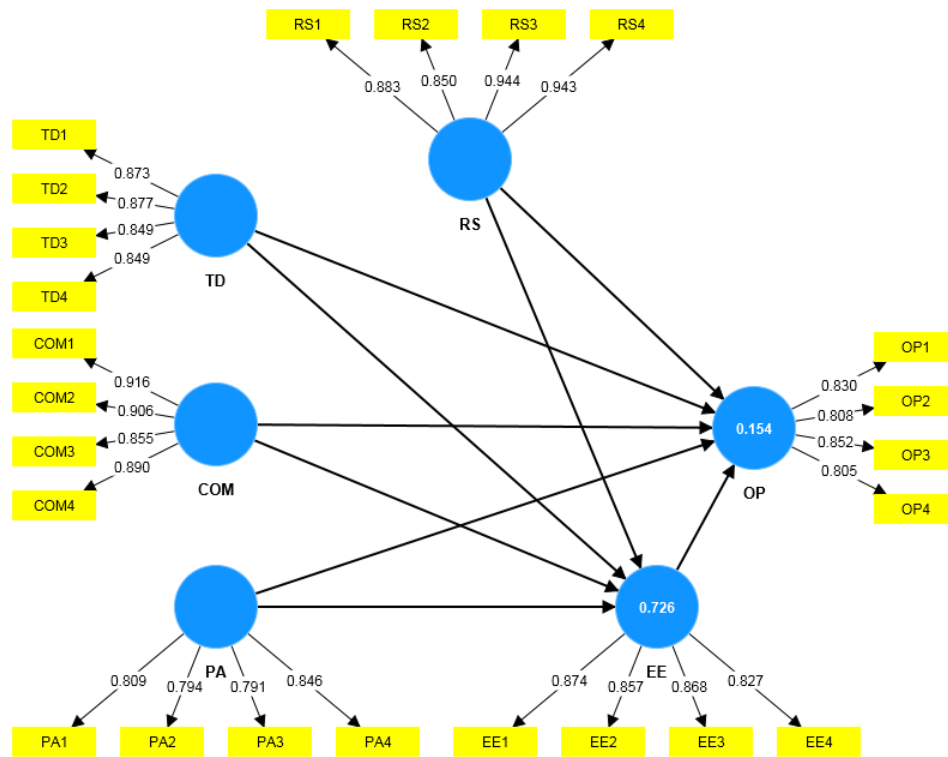 RS1 RS2 RS3 RS4
0.883 0.850 0.944 0.943
RS
TD1
TD2
TD3
TD4
0.873
0.877
0.849
0.849
TD
COM1
COM2
COM3
COM4
0.916
0.906
0.855
0.890
COM
OP1
OP2
OP3
OP4
0.830
0.808
0.852
0.805
0.154
OP
PA
0.809 0.794 0.791 0.846
PA1 PA2 PA3 PA4
0.726
EE
0.874 0.857 0.868 0.827
EE1 EE2 EE3 EE4